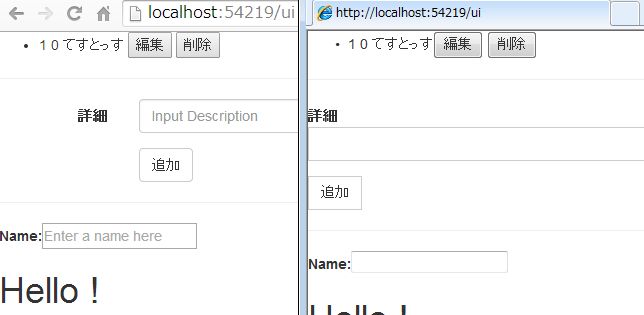 localhost:54219/ui
・１０てすとっす 編集 削除
詳細 Input Description
追加
Name: Enter a name here
Hello !
http://localhost:54219/ui
・１０てすとっす 編集 削除
詳細
追加
Name:
Hello !